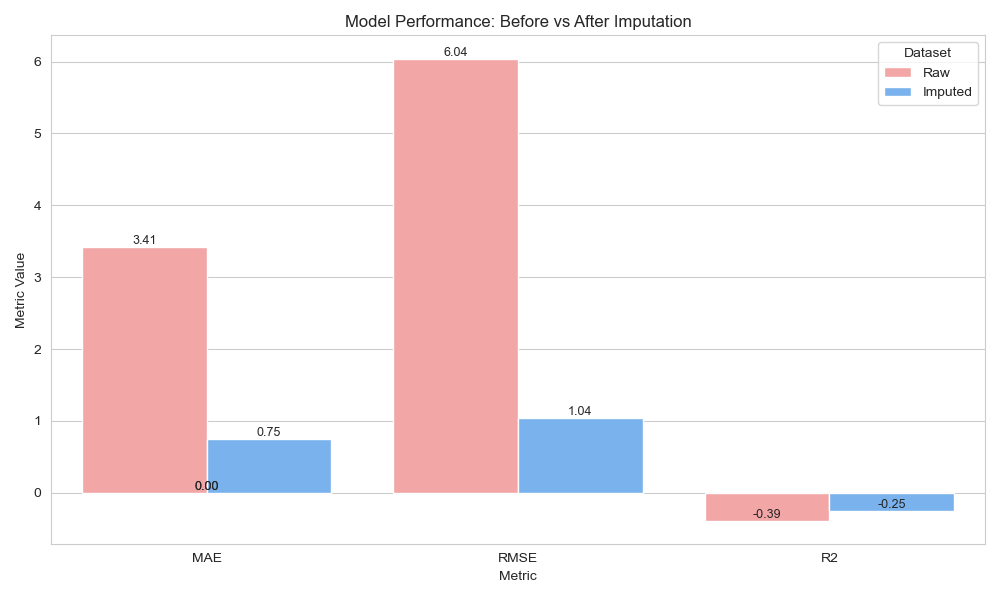 Model Performance: Before vs After Imputation
Dataset
Raw
Imputed
Metric Value
6
5
4
3
2
1
0
3.41
0.75
0.00
6.04
1.04
-0.39
-0.25
MAE
RMSE
R2
Metric